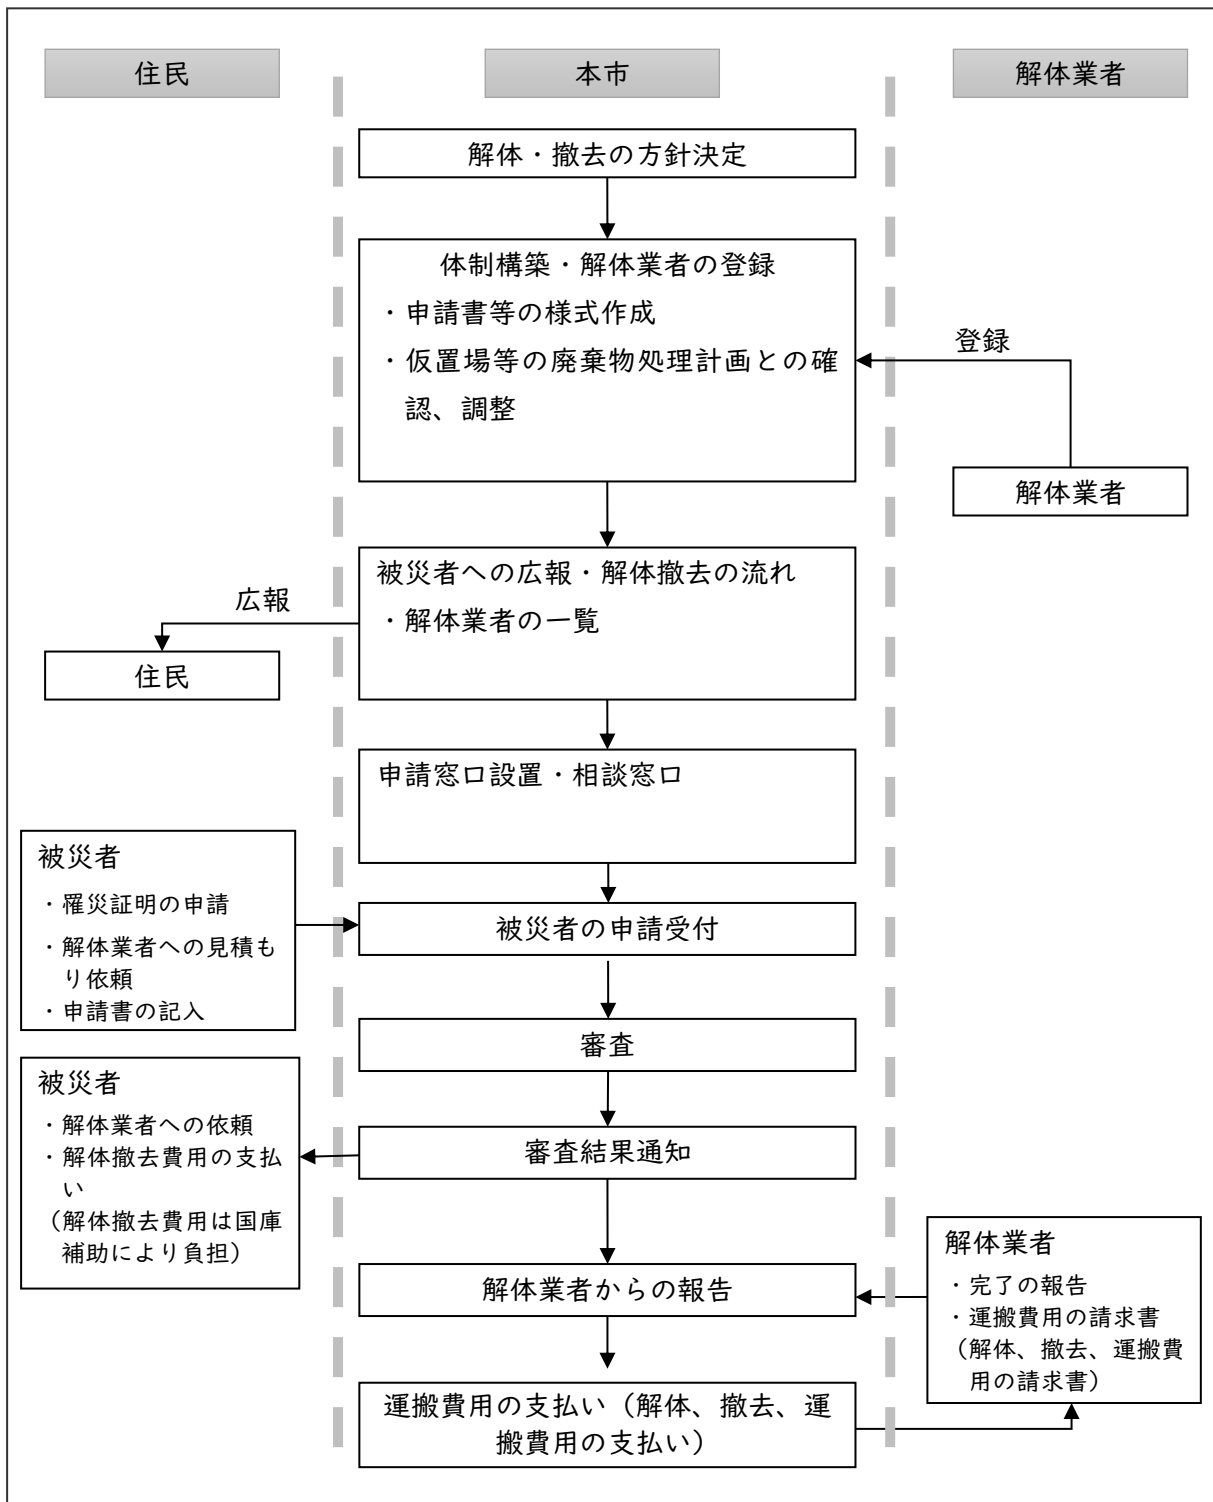 住民
本市
解体業者
解体・撤去の方針決定
体制構築・解体業者の登録
・申請書等の様式作成
・仮置場等の廃棄物処理計画との確
認、調整
登録
解体業者
被災者への広報・解体撤去の流れ
・解体業者の一覧
広報
住民
申請窓口設置・相談窓口
被災者
・罹災証明の申請
・解体業者への見積も
り依頼
・申請書の記入
被災者の申請受付
審査
被災者
・解体業者への依頼
・解体撤去費用の支払
い
（解体撤去費用は国庫
補助により負担）
審査結果通知
解体業者からの報告
解体業者
・完了の報告
・運搬費用の請求書
（解体、撤去、運搬費
用の請求書）
運搬費用の支払い（解体、撤去、運
搬費用の支払い）